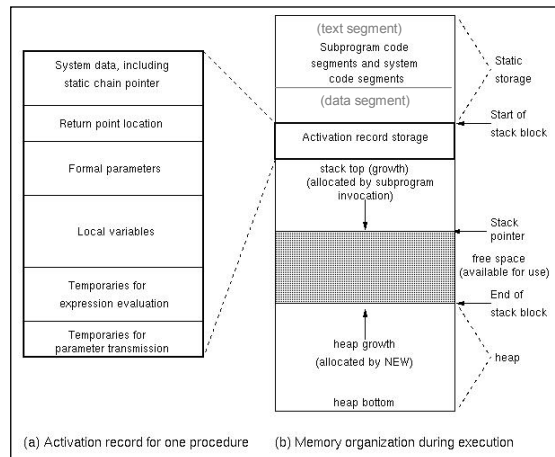 System data, including
static chain pointer
Return point location
Formal parameters
Local variables
Temporaries for
expression evaluation
Temporaries for
parameter transmission
(a) Activation record for one procedure
(text segment)
Subprogram code
segments and system
code segments
(data segment)
Activation record storage
stack top (growth)
(allocated by subprogram
invocation)
heap growth
(allocated by NEW)
heap bottom
Static
storage
Start of
stack block
Stack
pointer
free space
(available for use)
End of
stack block
heap
(b) Memory organization during execution